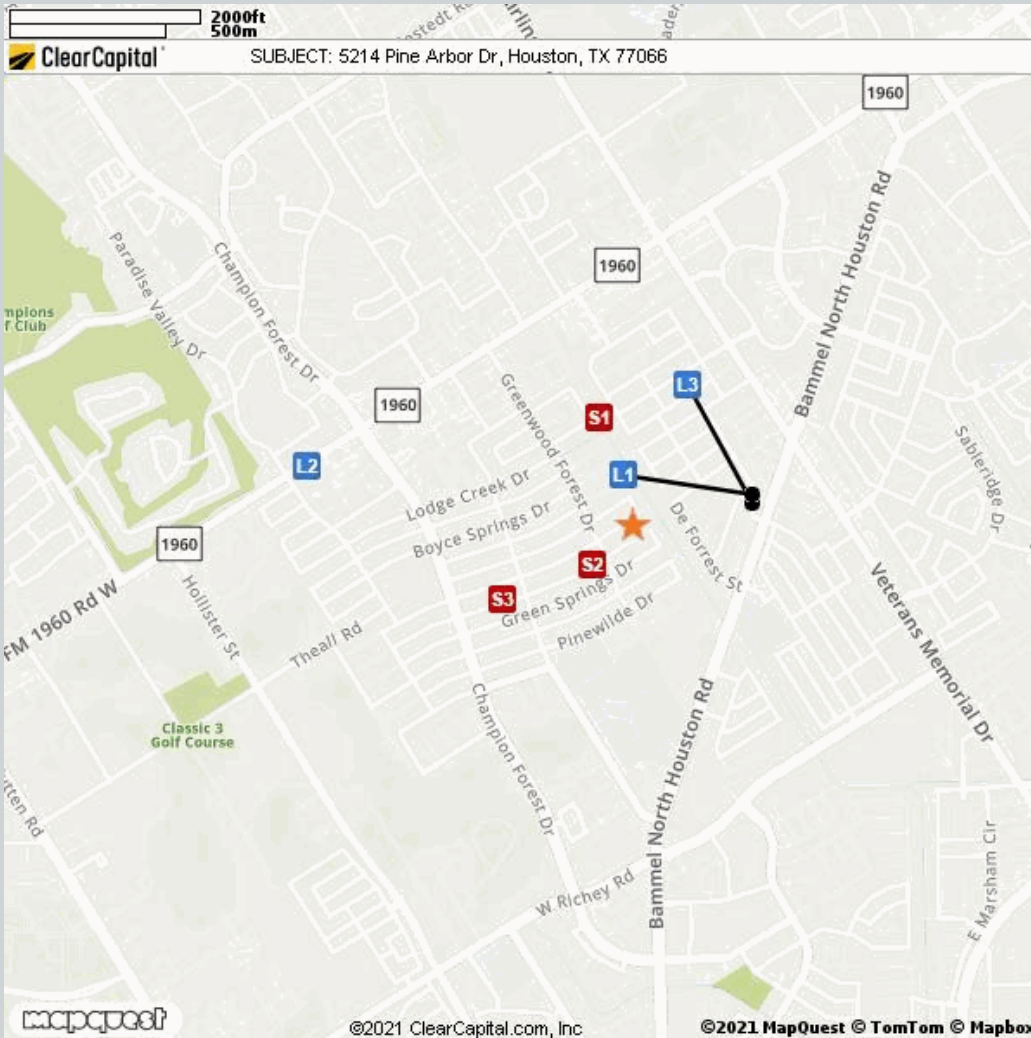 2000ft
500m
ClearCapital
SUBJECT: 5214 Pine Arbor Dr, Houston, TX 77066
1960
Bammel North Houston Rd
Paradise Valley Dr
Champion Forest Dr
1960
mpions
f Club
L3
1960
S1
Greenwood Forest Dr
Sableridge Dr
L2
L1
Lodge Creek Dr
Boyce Springs Dr
De Forrest St
1960
S2
S3
Green Springs Dr
Pinewilde Dr
Hollister St
FM 1960 Rd W
Theall Rd
Veterans Memorial Dr
Classic 3
Golf Course
Champion Forest Dr
Bammel North Houston Rd
utten Rd
W Richey Rd
E Marsham Cir
mapquest
©2021 ClearCapital.com, Inc
©2021 MapQuest © TomTom © Mapbox